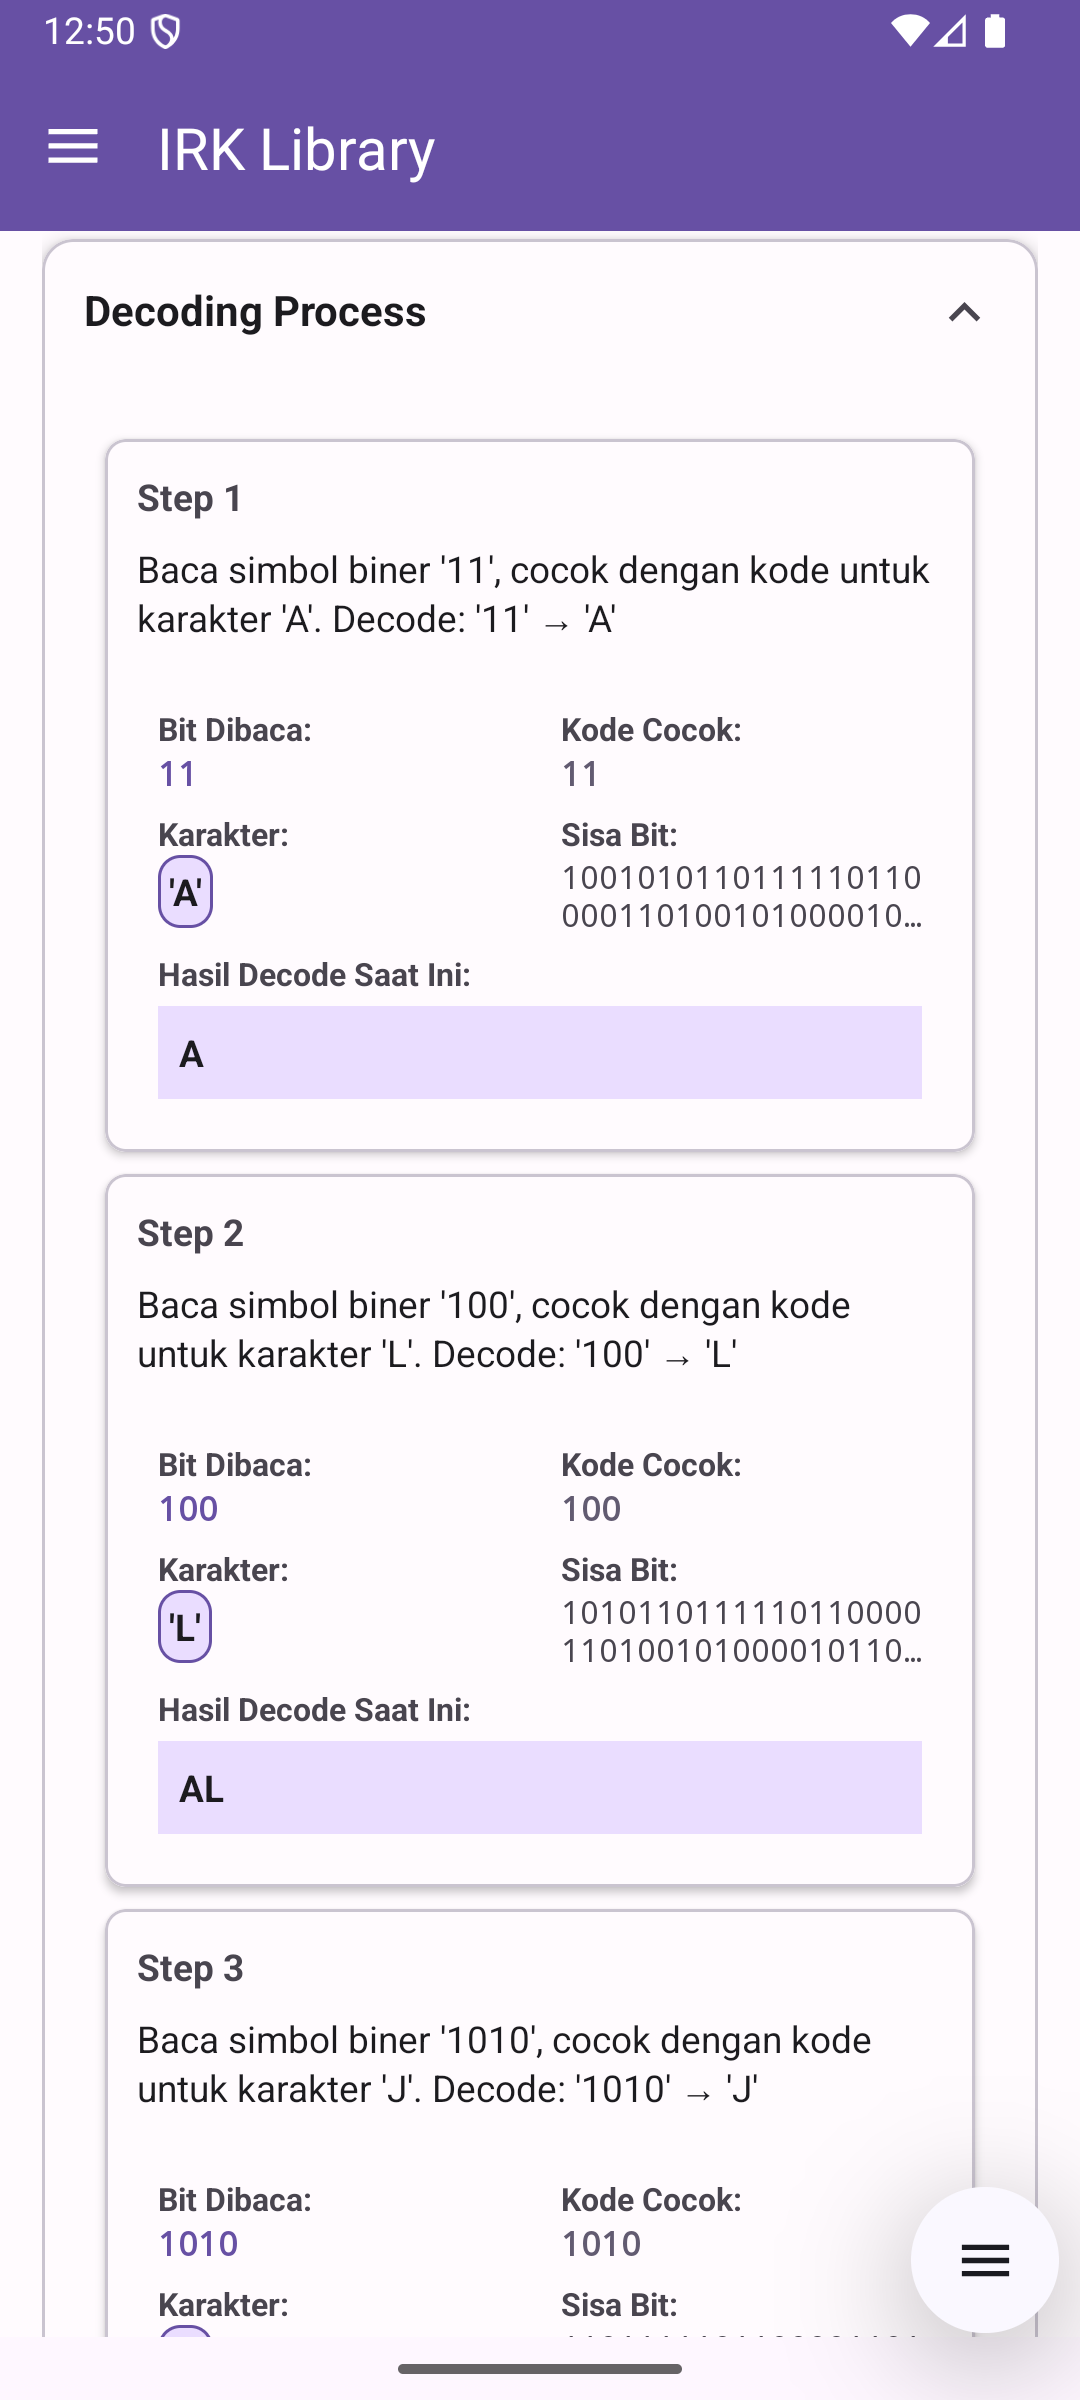 12:50
IRK Library
Decoding Process
Step 1
Baca simbol biner '11', cocok dengan kode untuk
karakter 'A'. Decode: '11' → 'A'
Bit Dibaca:
11
Kode Cocok:
11
Karakter:
'A'
Sisa Bit:
10010101101111110110
00011010010100010...
Hasil Decode Saat Ini:
A
Step 2
Baca simbol biner '100', cocok dengan kode
untuk karakter 'L'. Decode: '100' → 'L'
Bit Dibaca:
100
Kode Cocok:
100
Karakter:
'L'
Sisa Bit:
10101101111110110000
110100101000010110...
Hasil Decode Saat Ini:
AL
Step 3
Baca simbol biner '1010', cocok dengan kode
untuk karakter 'J'. Decode: '1010' → 'J'
Bit Dibaca:
1010
Kode Cocok:
1010
Karakter:
Sisa Bit: